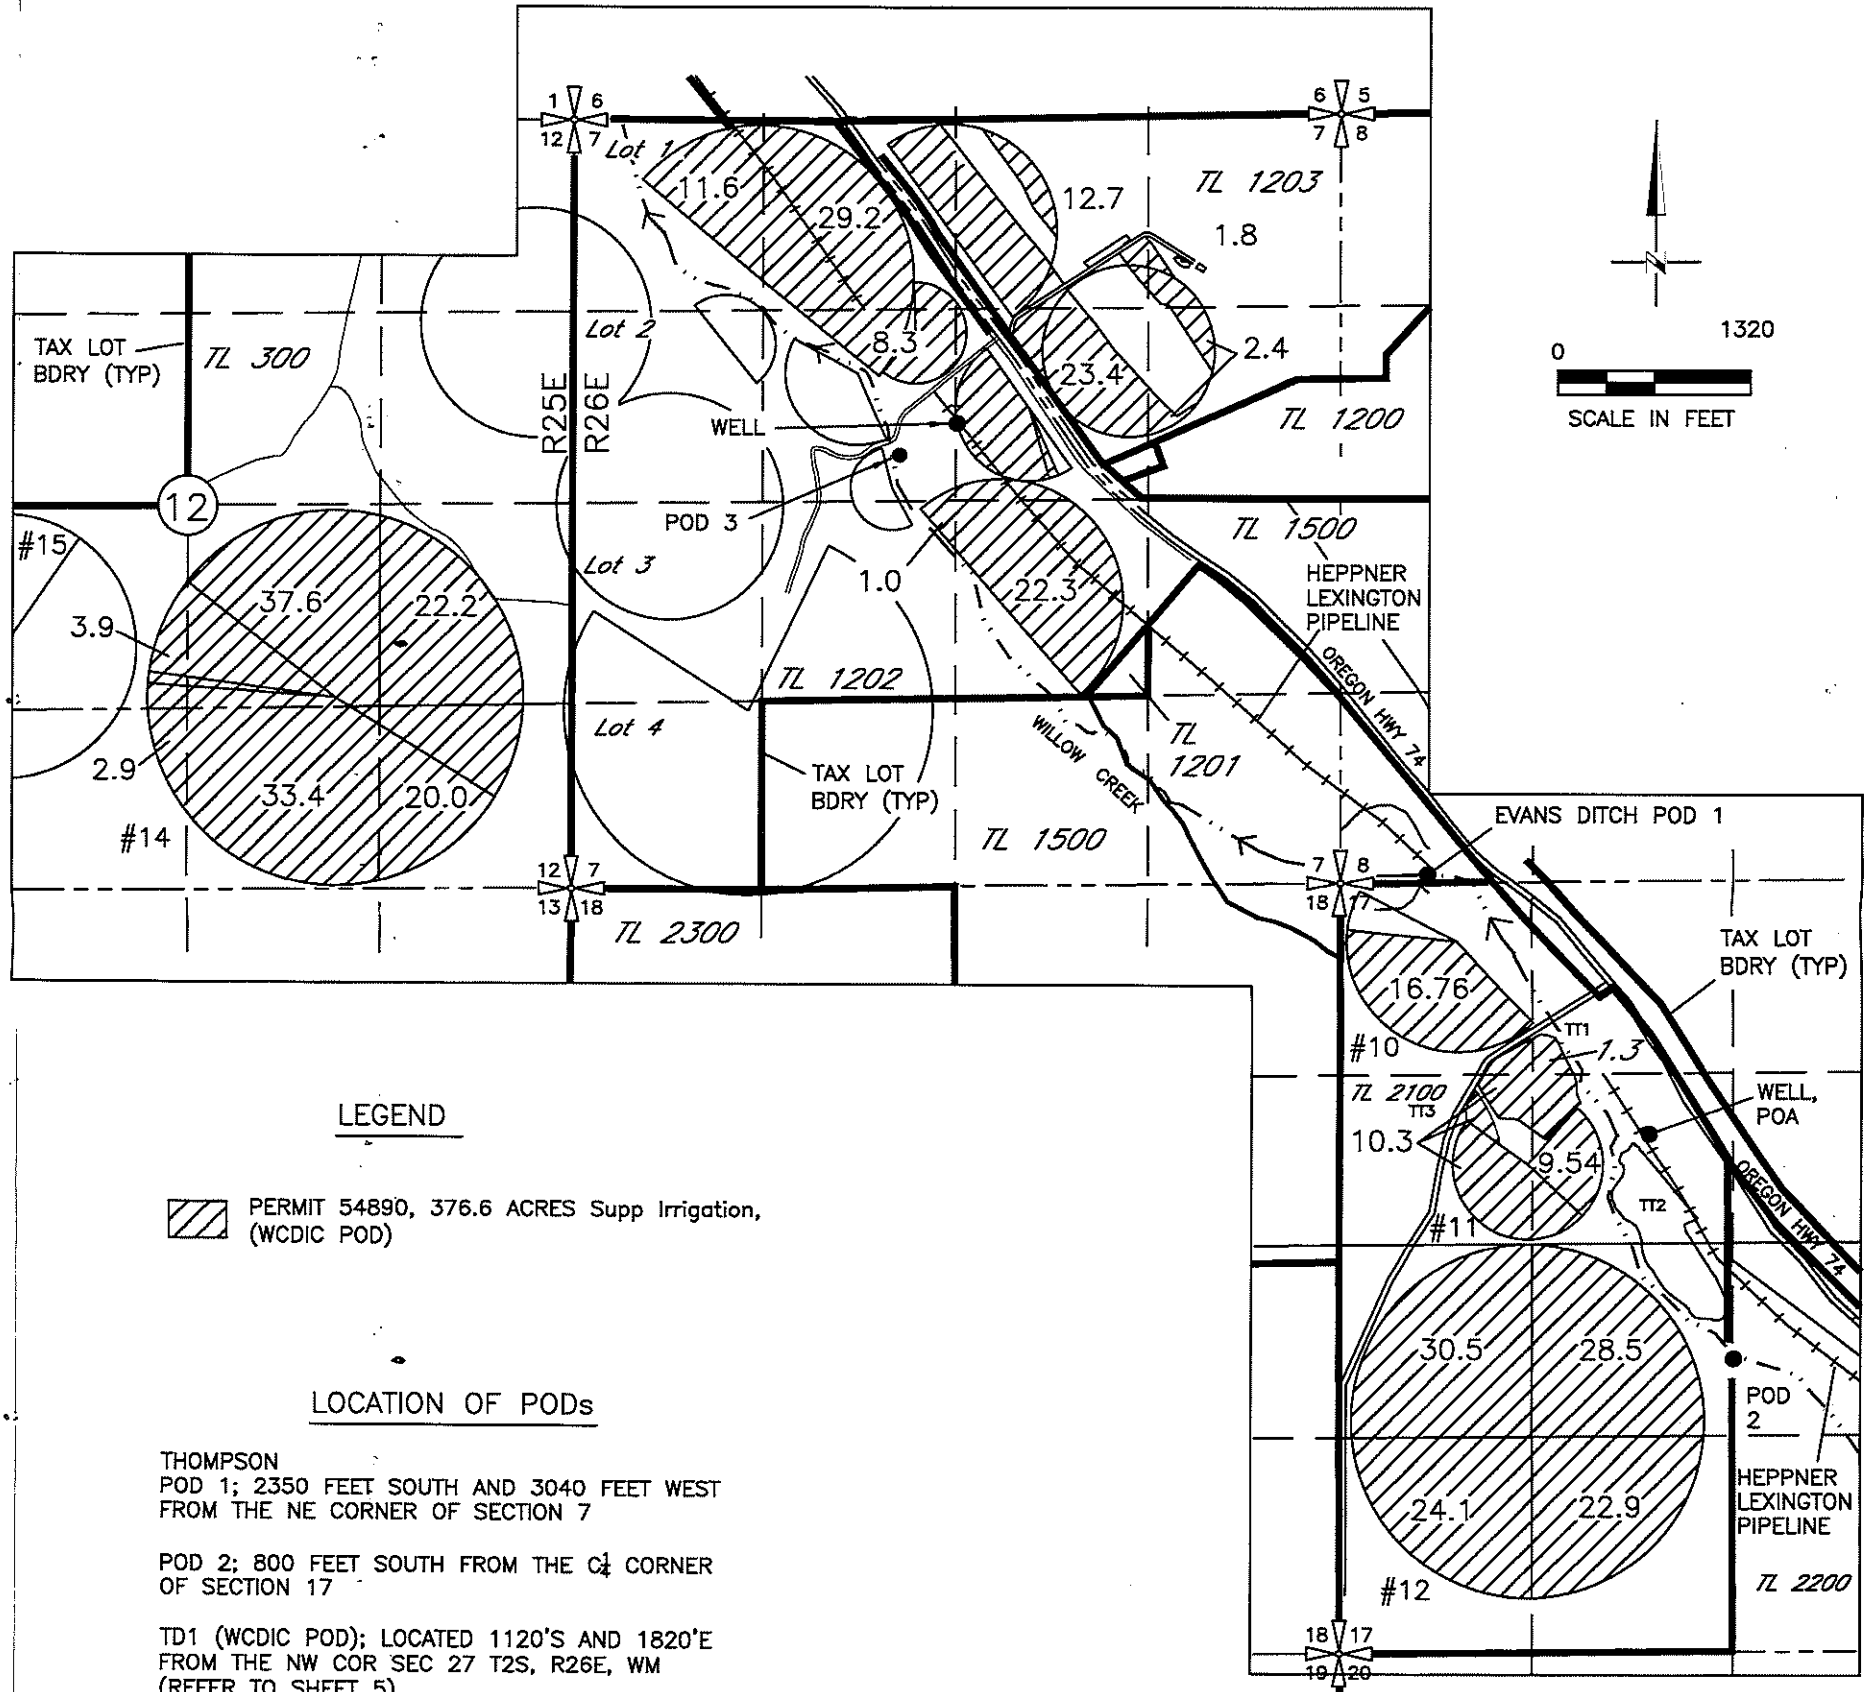 1 6
12 7
Lot 1
11.6
29.2
12.7
TL 1203
1.8
6 5
7 8
1320
0
SCALE IN FEET
TAX LOT
BDRY (TYP)
TL 300
R25E
R26E
Lot 2
8.3
2.4
23.4
TL 1200
WELL
POD 3
12
#15
Lot 3
1.0
22.3
TL 1500
HEPPNER
LEXINGTON
PIPELINE
37.6
22.2
3.9
TL 1202
OREGON HWY 74
Lot 4
WILLOW CREEK
TL
1201
2.9
33.4
20.0
#14
TAX LOT
BDRY (TYP)
TL 1500
EVANS DITCH POD 1
12 7
13 18
7 8
18 17
TL 2300
TAX LOT
BDRY (TYP)
16.76
#10
TT1
1.3
TL 2100
TT3
WELL,
POA
10.3
9.54
OREGON HWY 74
TT2
#11
30.5
28.5
POD
2
24.1
22.9
HEPPNER
LEXINGTON
PIPELINE
#12
TL 2200
18 17
19 20
LEGEND
PERMIT 54890, 376.6 ACRES Supp Irrigation,
(WCDIC POD)
LOCATION OF PODs
THOMPSON
POD 1; 2350 FEET SOUTH AND 3040 FEET WEST
FROM THE NE CORNER OF SECTION 7
POD 2; 800 FEET SOUTH FROM THE C¼ CORNER
OF SECTION 17
TD1 (WCDIC POD); LOCATED 1120'S AND 1820'E
FROM THE NW COR SEC 27 T2S, R26E, WM
(REFER TO SHEET 5)